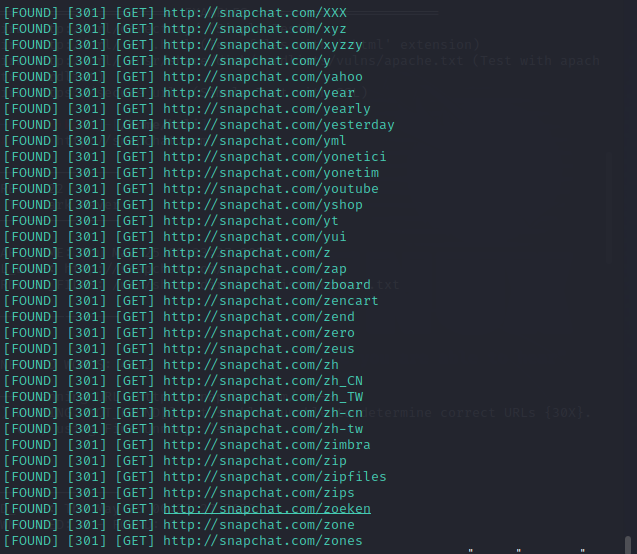 [FOUND] [301] [GET] http://snapchat.com/XXX
[FOUND] [301] [GET] http://snapchat.com/xyz
[FOUND] [301] [GET] http://snapchat.com/xyzzy
[FOUND] [301] [GET] http://snapchat.com/y
[FOUND] [301] [GET] http://snapchat.com/yahoo
[FOUND] [301] [GET] http://snapchat.com/year
[FOUND] [301] [GET] http://snapchat.com/yearly
[FOUND] [301] [GET] http://snapchat.com/yesterday
[FOUND] [301] [GET] http://snapchat.com/yml
[FOUND] [301] [GET] http://snapchat.com/yonetici
[FOUND] [301] [GET] http://snapchat.com/yonetim
[FOUND] [301] [GET] http://snapchat.com/youtube
[FOUND] [301] [GET] http://snapchat.com/yshop
[FOUND] [301] [GET] http://snapchat.com/yt
[FOUND] [301] [GET] http://snapchat.com/yui
[FOUND] [301] [GET] http://snapchat.com/z
[FOUND] [301] [GET] http://snapchat.com/zap
[FOUND] [301] [GET] http://snapchat.com/zboard
[FOUND] [301] [GET] http://snapchat.com/zencart
[FOUND] [301] [GET] http://snapchat.com/zend
[FOUND] [301] [GET] http://snapchat.com/zero
[FOUND] [301] [GET] http://snapchat.com/zeus
[FOUND] [301] [GET] http://snapchat.com/zh
[FOUND] [301] [GET] http://snapchat.com/zh_CN
[FOUND] [301] [GET] http://snapchat.com/zh_TW
[FOUND] [301] [GET] http://snapchat.com/zh-cn
[FOUND] [301] [GET] http://snapchat.com/zh-tw
[FOUND] [301] [GET] http://snapchat.com/zimbra
[FOUND] [301] [GET] http://snapchat.com/zip
[FOUND] [301] [GET] http://snapchat.com/zipfiles
[FOUND] [301] [GET] http://snapchat.com/zips
[FOUND] [301] [GET] http://snapchat.com/zoeken
[FOUND] [301] [GET] http://snapchat.com/zone
[FOUND] [301] [GET] http://snapchat.com/zones